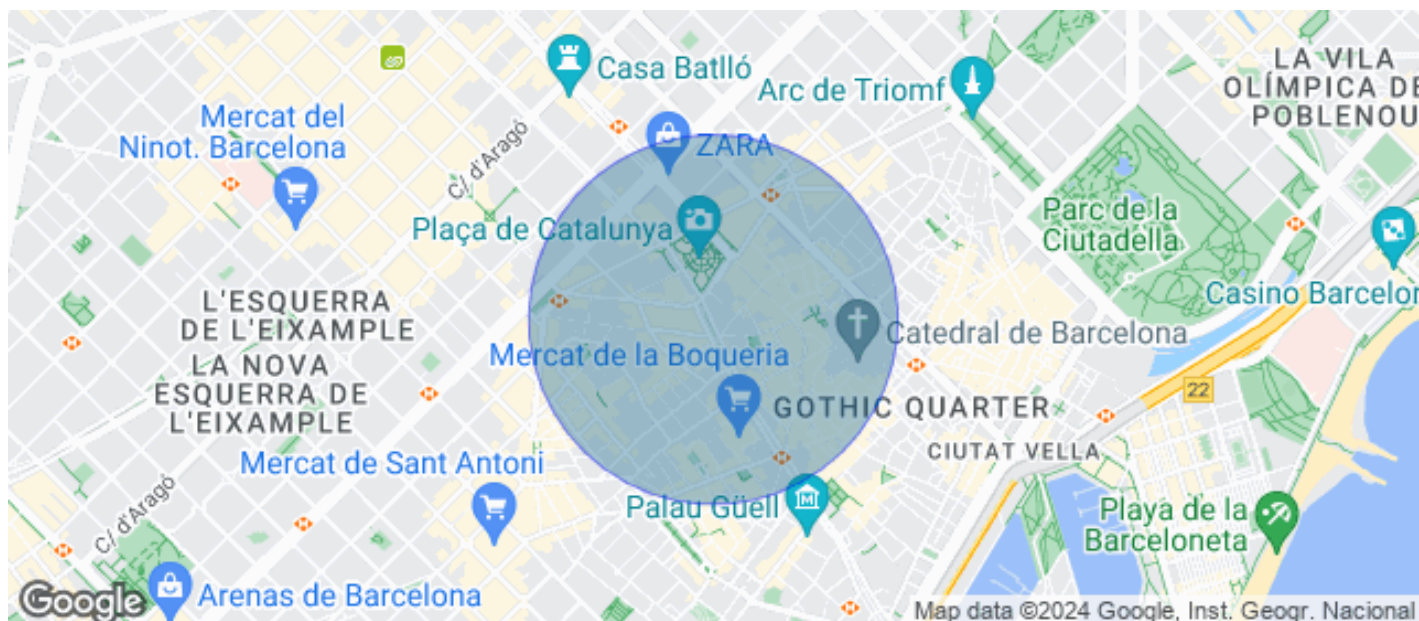 Casa Batlló
Arc de Triomf
LA VILA
OLÍMPICA DE
POBLENOU
Mercat del
Ninot. Barcelona
ZARA
C/ d'Aragó
Plaça de Catalunya
Parc de la
Ciutadella
L'ESQUERRA
DE L'EIXAMPLE
Casino Barcelon
Catedral de Barcelona
Mercat de la Boqueria
LA NOVA
ESQUERRA DE
L'EIXAMPLE
22
GOTHIC QUARTER
CIUTAT VELLA
Mercat de Sant Antoni
Palau Güell
M
Playa de la
Barceloneta
C/ d'Aragó
Arenas de Barcelona
Google
Map data ©2024 Google, Inst. Geogr. Nacional